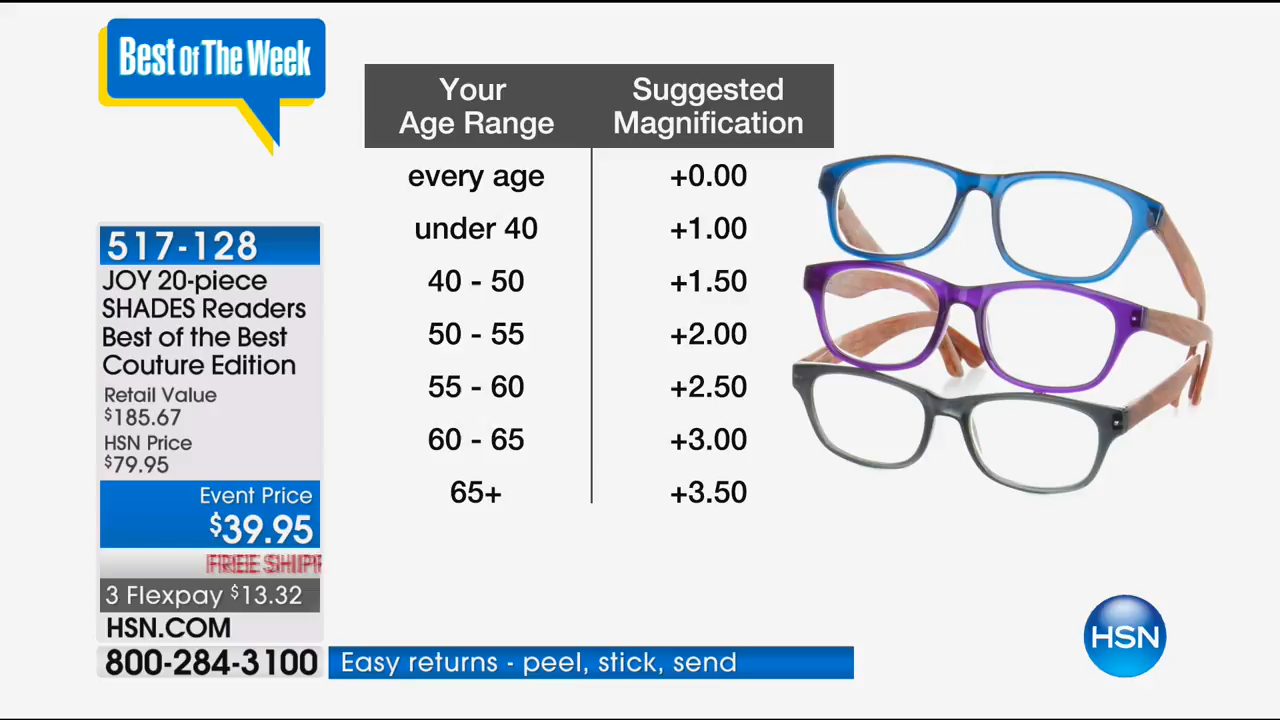 Best of The Week
Your Suggested
Age Range Magnification
every age +0.00
under 40 +1.00
40 - 50 +1.50
50 - 55 +2.00
55 - 60 +2.50
60 - 65 +3.00
65+ +3.50
517-128
JOY 20-piece
SHADES Readers
Best of the Best
Couture Edition
Retail Value
$185.67
HSN Price
$79.95
Event Price
$39.95
FREE SHIPP
3 Flexpay $13.32
HSN.COM
800-284-3100
Easy returns - peel, stick, send
HSN